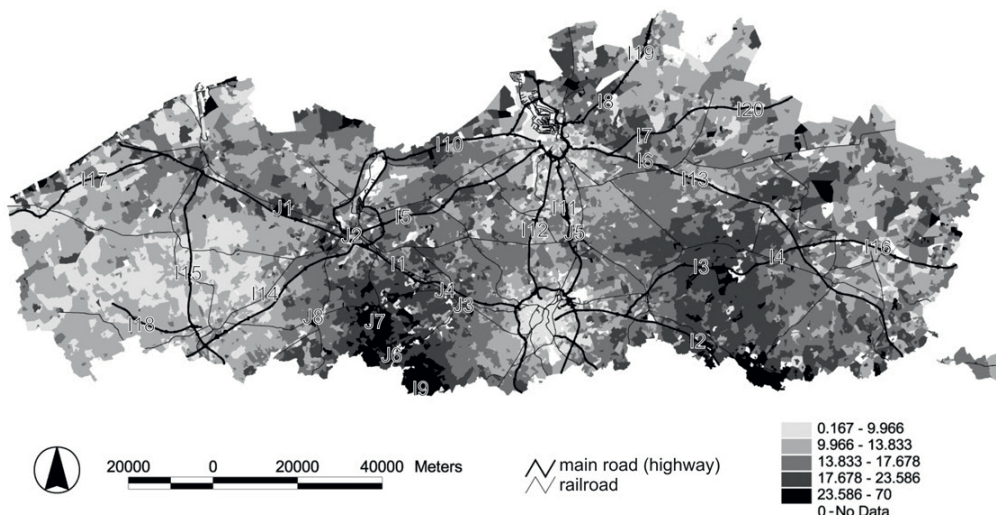 I19
I8
I20
I7
I10
I6
I17
I13
J1
I5
I11
J2
I12
J5
I16
I15
I1
I3
I4
I14
J4
J3
J8
J7
I18
I2
J6
I9
20000 0 20000 40000 Meters
main road (highway)
railroad
0.167 - 9.966
9.966 - 13.833
13.833 - 17.678
17.678 - 23.586
23.586 - 70
0 - No Data